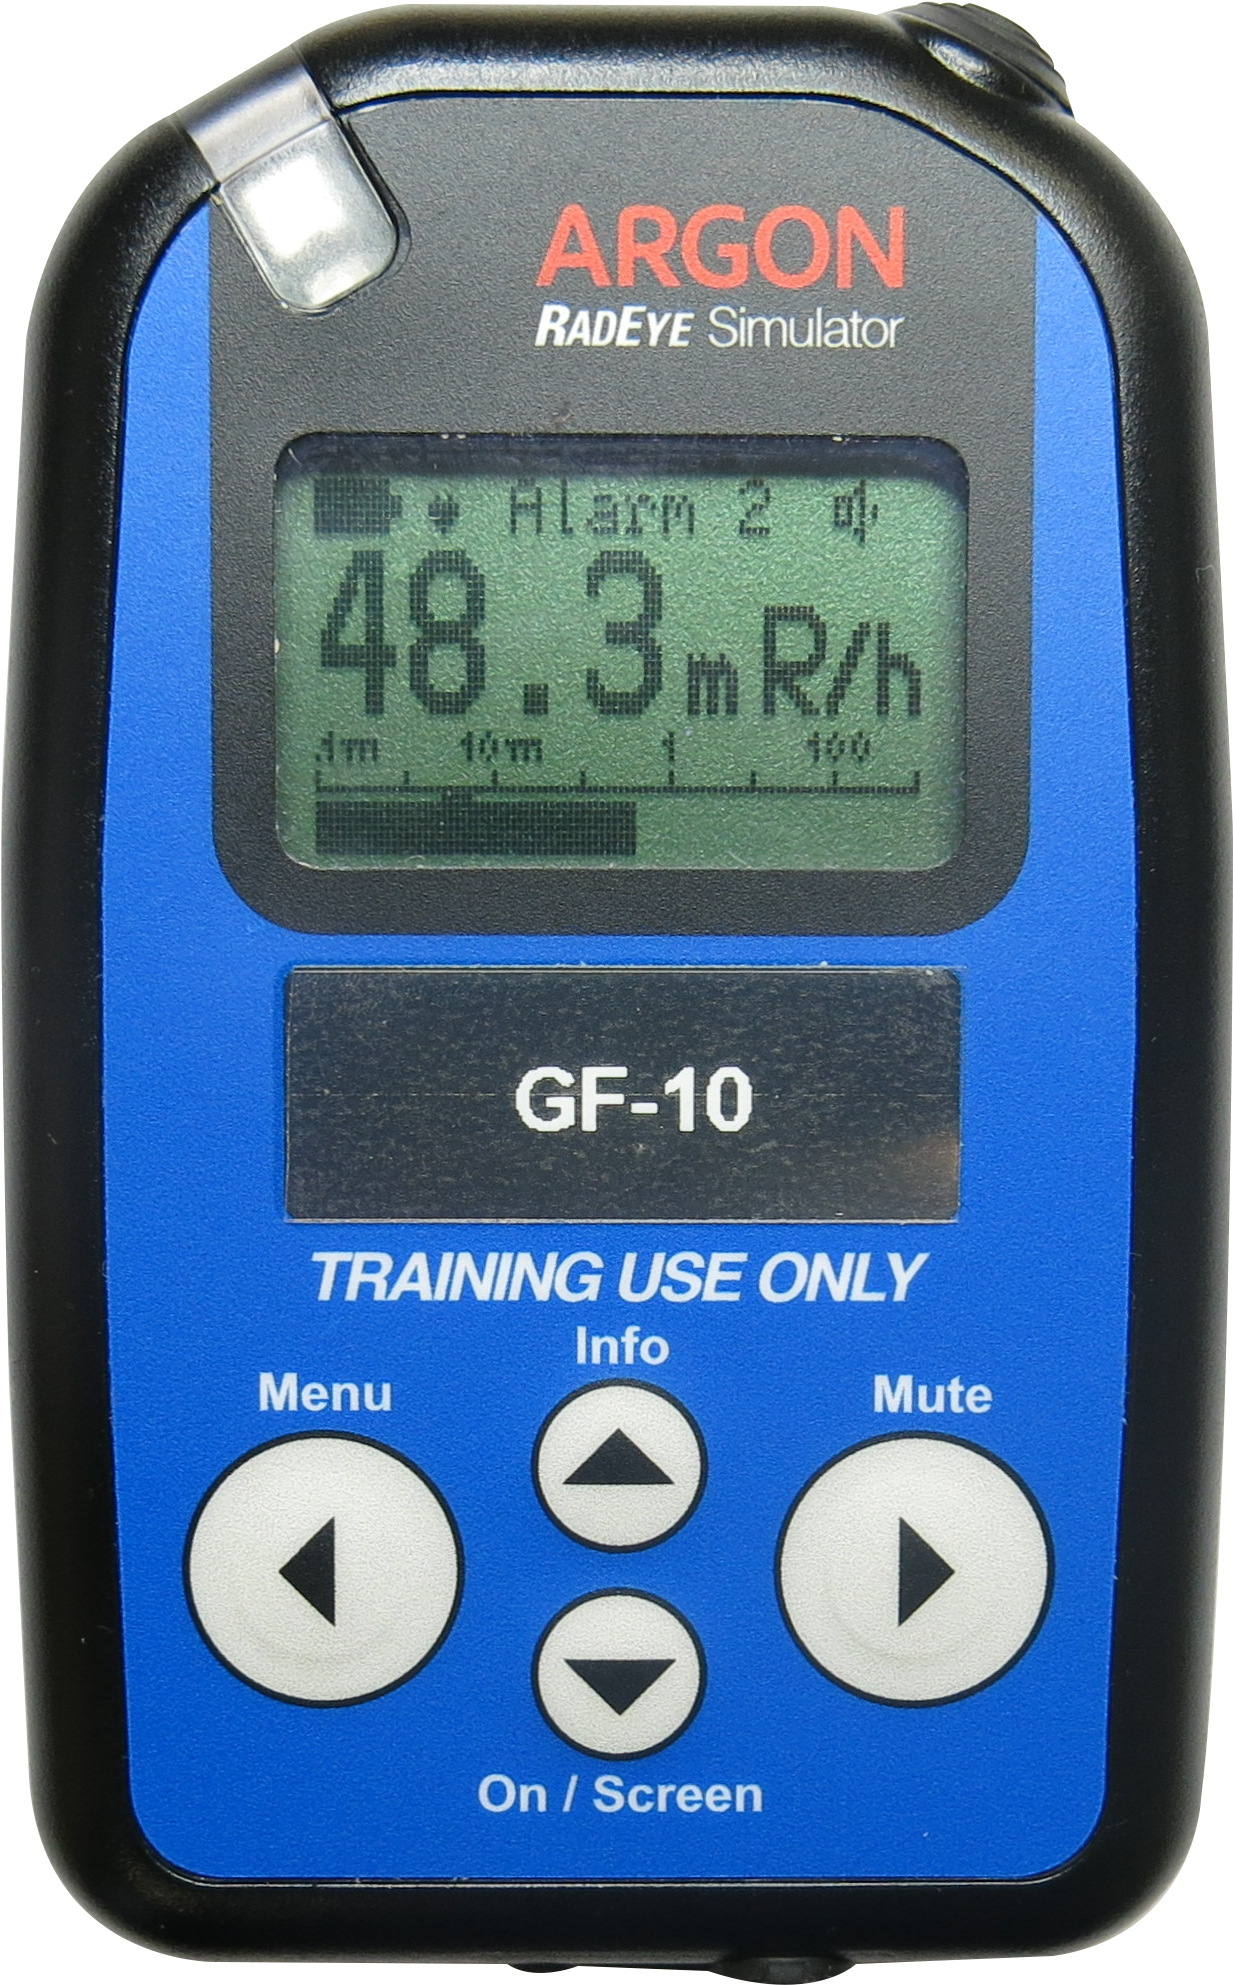 ARGON
RADEYE Simulator
Alarm 2
48.3mR/h
.1m 10m 1 100
GF-10
TRAINING USE ONLY
Info
Menu Mute
On / Screen